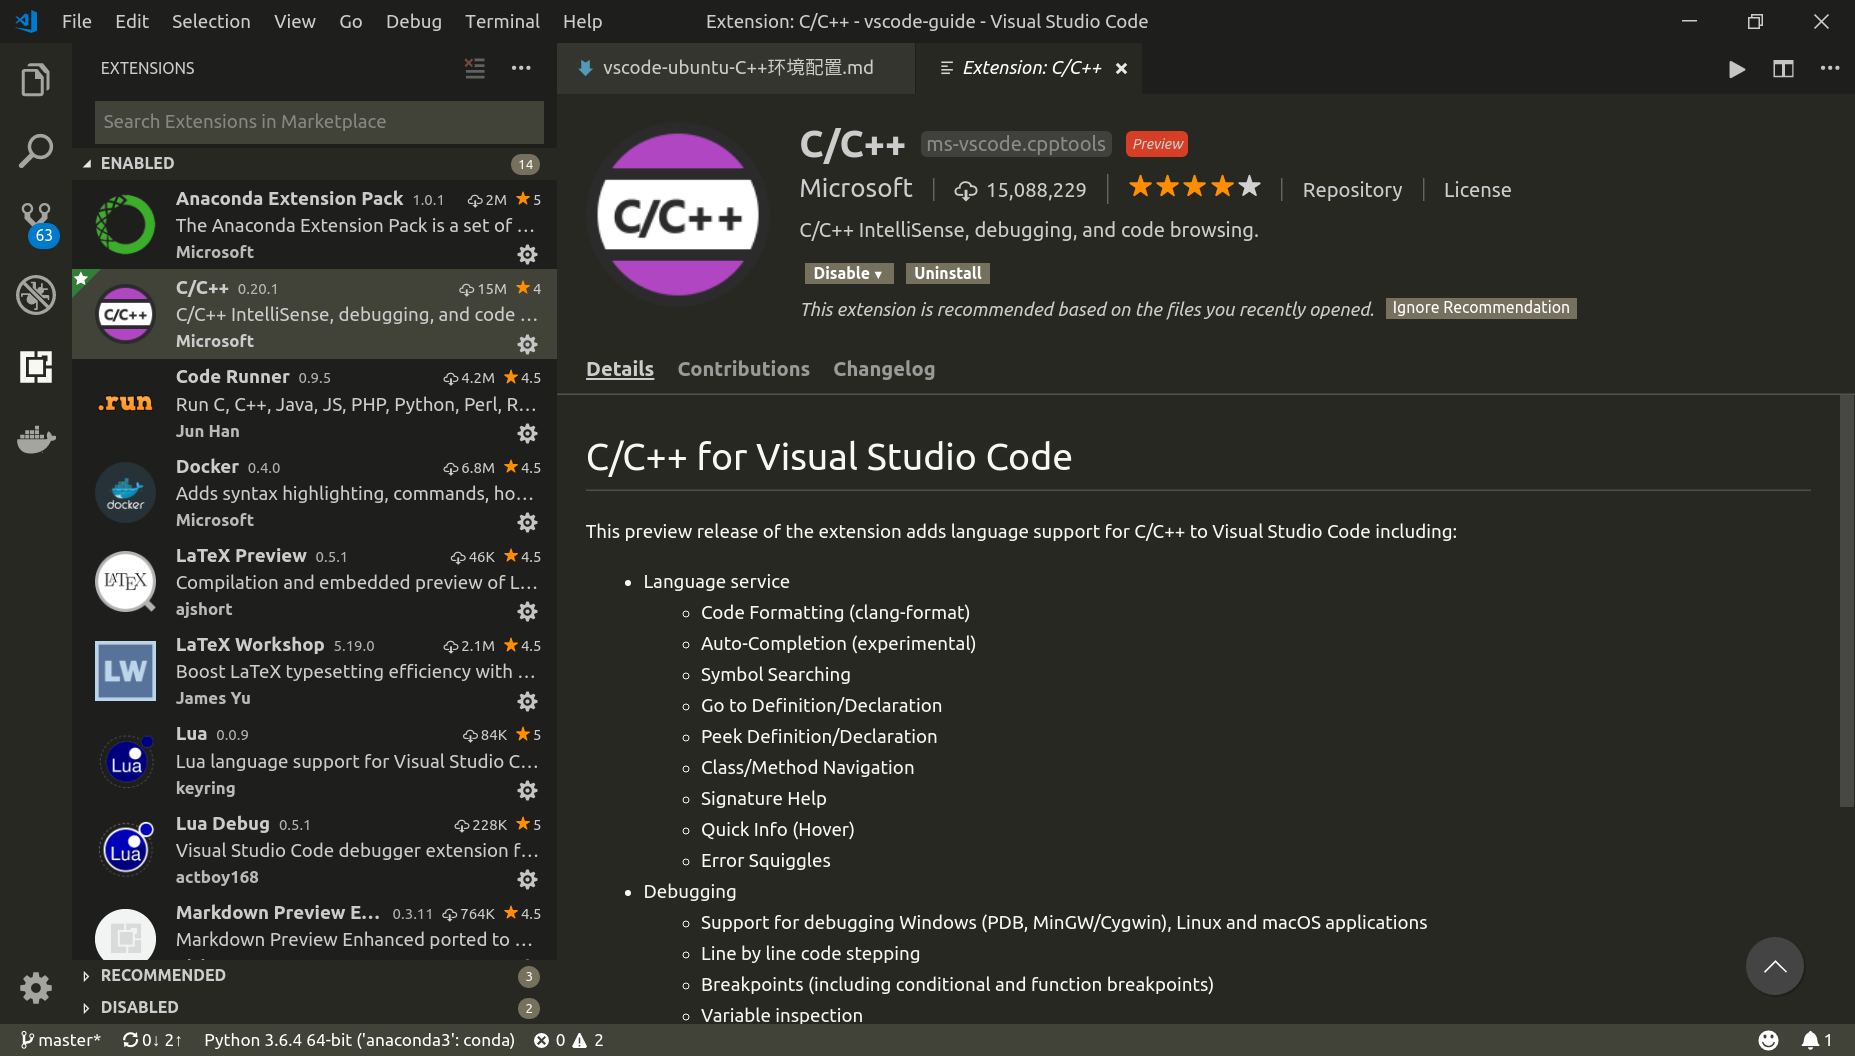 File Edit Selection View Go Debug Terminal Help
Extension: C/C++ - vscode-guide - Visual Studio Code
EXTENSIONS
Search Extensions in Marketplace
ENABLED 14
Anaconda Extension Pack 1.0.1 2M 5
The Anaconda Extension Pack is a set of ...
Microsoft
C/C++ 0.20.1 15M 4
C/C++ IntelliSense, debugging, and code ...
Microsoft
.run
Code Runner 0.9.5 4.2M 4.5
Run C, C++, Java, JS, PHP, Python, Perl, R...
Jun Han
docker
Docker 0.4.0 6.8M 4.5
Adds syntax highlighting, commands, ho...
Microsoft
LATEX
LaTeX Preview 0.5.1 46K 4.5
Compilation and embedded preview of L...
ajshort
LW
LaTeX Workshop 5.19.0 2.1M 4.5
Boost LaTeX typesetting efficiency with ...
James Yu
Lua
Lua 0.0.9 84K 5
Lua language support for Visual Studio C...
keyring
Lua
Lua Debug 0.5.1 228K 5
Visual Studio Code debugger extension f...
actboy168
Markdown Preview E... 0.3.11 764K 4.5
Markdown Preview Enhanced ported to ...
RECOMMENDED 3
DISABLED 2
63
C/C++
vscode-ubuntu-C++环境配置.md
Extension: C/C++
C/C++
C/C++ ms-vscode.cpptools Preview
Microsoft 15,088,229 Repository License
C/C++ IntelliSense, debugging, and code browsing.
Disable Uninstall
This extension is recommended based on the files you recently opened. Ignore Recommendation
Details Contributions Changelog
C/C++ for Visual Studio Code
This preview release of the extension adds language support for C/C++ to Visual Studio Code including:
Language service
Code Formatting (clang-format)
Auto-Completion (experimental)
Symbol Searching
Go to Definition/Declaration
Peek Definition/Declaration
Class/Method Navigation
Signature Help
Quick Info (Hover)
Error Squiggles
Debugging
Support for debugging Windows (PDB, MinGW/Cygwin), Linux and macOS applications
Line by line code stepping
Breakpoints (including conditional and function breakpoints)
Variable inspection
master* 0↓ 2↑ Python 3.6.4 64-bit ('anaconda3': conda) 0 2 1